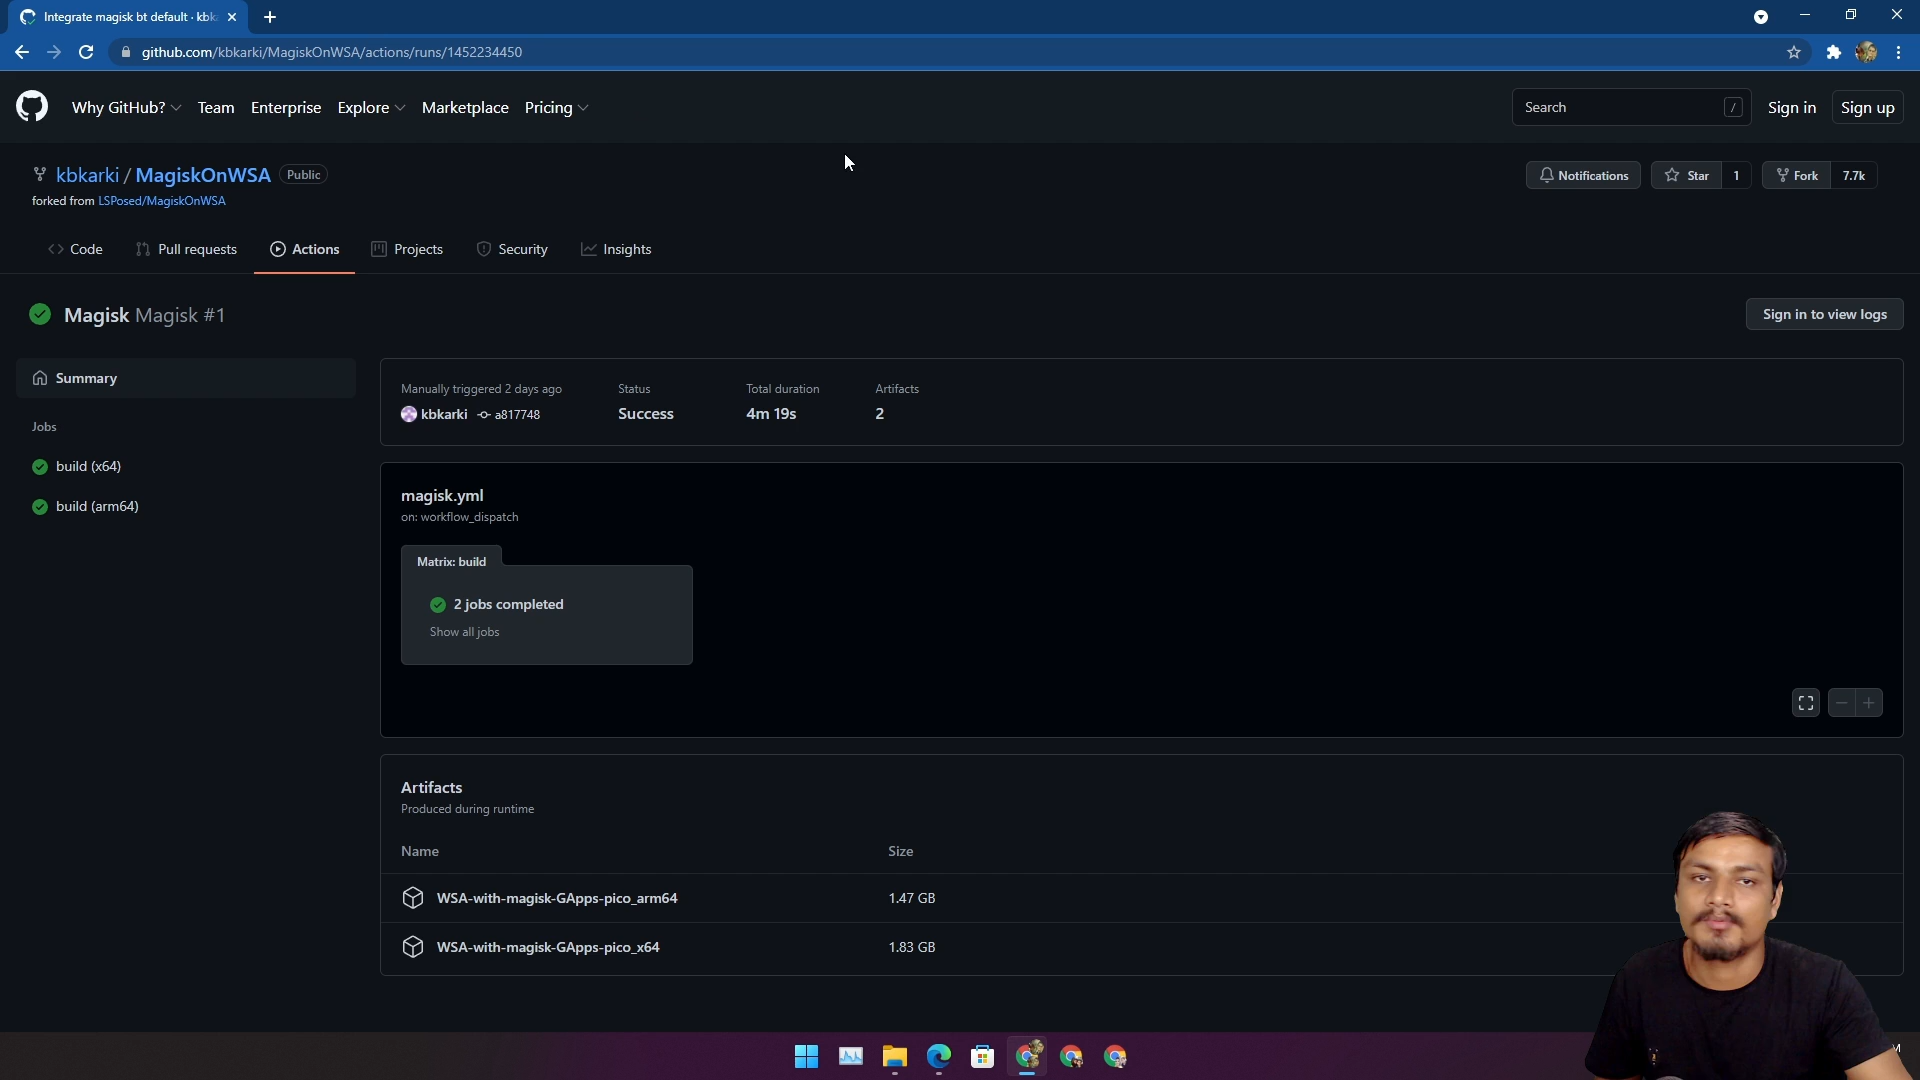 Integrate magisk bt default · kbk
github.com/kbkarki/MagiskOnWSA/actions/runs/1452234450
Why GitHub? Team Enterprise Explore Marketplace Pricing Search / Sign in Sign up
kbkarki / MagiskOnWSA Public Notifications Star 1 Fork 7.7k
forked from LSPosed/MagiskOnWSA
Code Pull requests Actions Projects Security Insights
Magisk Magisk #1 Sign in to view logs
Summary
Jobs
build (x64)
build (arm64)
Manually triggered 2 days ago Status Total duration Artifacts
kbkarki a817748 Success 4m 19s 2
magisk.yml
on: workflow_dispatch
Matrix: build
2 jobs completed
Show all jobs
Artifacts
Produced during runtime
Name Size
WSA-with-magisk-GApps-pico_arm64 1.47 GB
WSA-with-magisk-GApps-pico_x64 1.83 GB